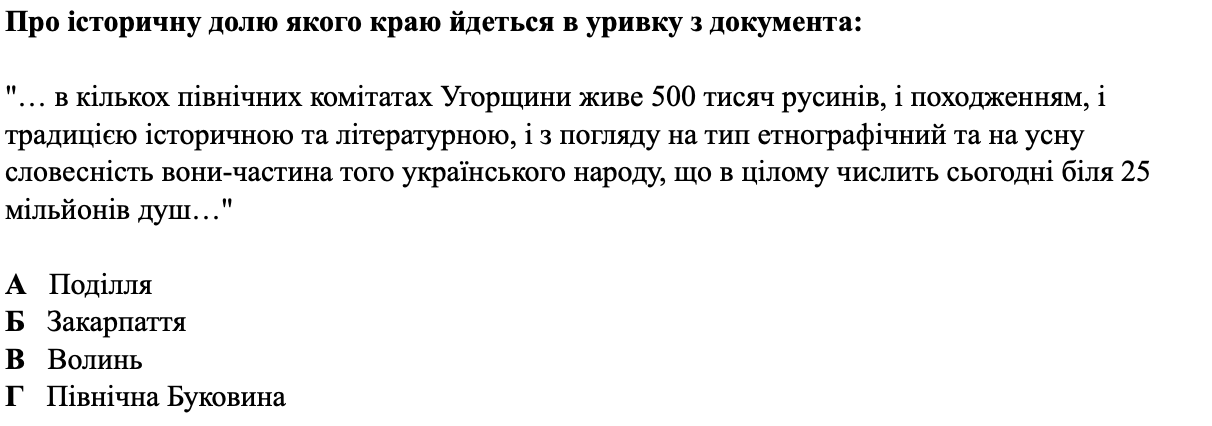 Про історичну долю якого краю йдеться в уривку з документа:
"… в кількох північних комітатах Угорщини живе 500 тисяч русинів, і походженням, і
традицією історичною та літературною, і з погляду на тип етнографічний та на усну
словесність вони-частина того українського народу, що в цілому числить сьогодні біля 25
мільйонів душ…"
А Поділля
Б Закарпаття
В Волинь
Г Північна Буковина